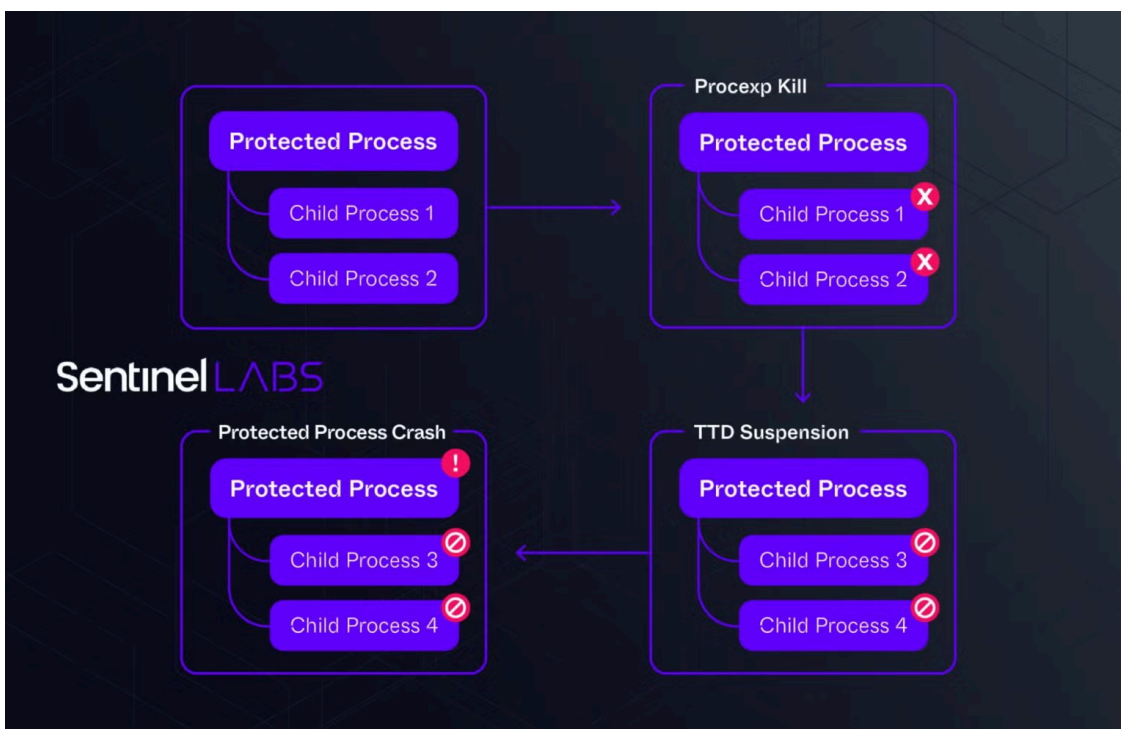 Protected Process
Child Process 1
Child Process 2
Procexp Kill
Protected Process
Child Process 1
X
Child Process 2
X
SentinelLABS
Protected Process Crash
Protected Process
!
Child Process 3
Child Process 4
TTD Suspension
Protected Process
Child Process 3
Child Process 4